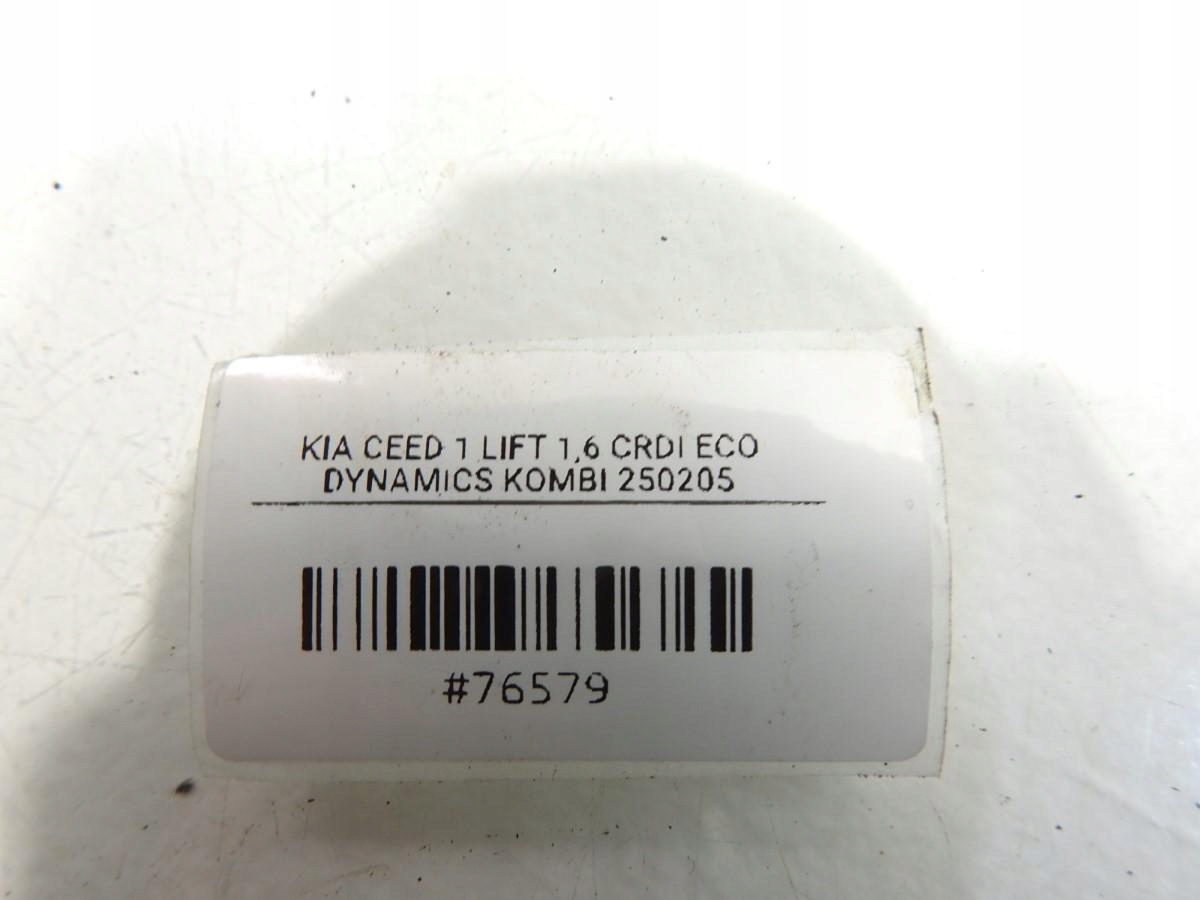 KIA CEED 1 LIFT 1,6 CRDI ECO
DYNAMICS KOMBI 250205
#76579